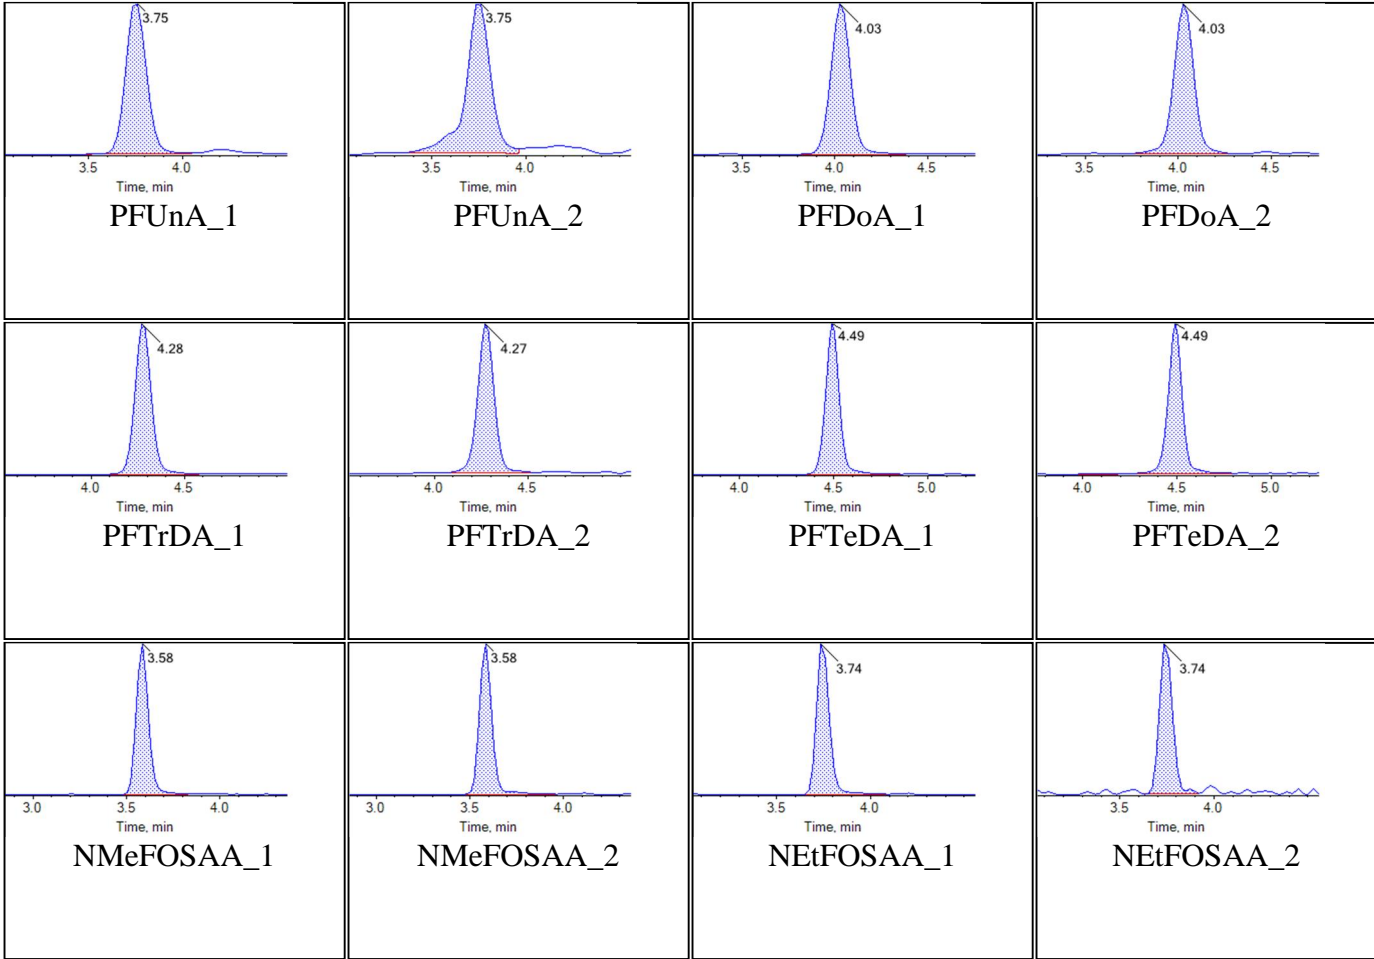 3.75
3.5 4.0
Time, min
PFUnA_1
3.75
3.5 4.0
Time, min
PFUnA_2
4.03
3.5 4.0 4.5
Time, min
PFDoA_1
4.03
3.5 4.0 4.5
Time, min
PFDoA_2
4.28
4.0 4.5
Time, min
PFTrDA_1
4.27
4.0 4.5
Time, min
PFTrDA_2
4.49
4.0 4.5 5.0
Time, min
PFTeDA_1
4.49
4.0 4.5 5.0
Time, min
PFTeDA_2
3.58
3.0 3.5 4.0
Time, min
NMeFOSAA_1
3.58
3.0 3.5 4.0
Time, min
NMeFOSAA_2
3.74
3.5 4.0
Time, min
NEtFOSAA_1
3.74
3.5 4.0
Time, min
NEtFOSAA_2